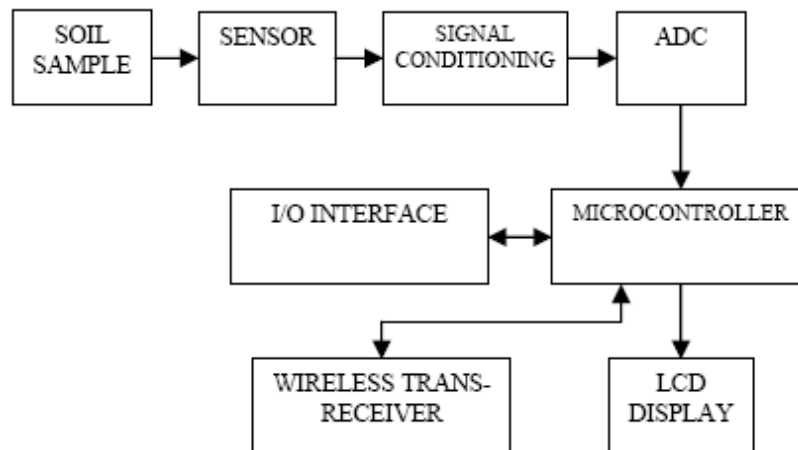 SOIL
SAMPLE
SENSOR
SIGNAL
CONDITIONING
ADC
I/O INTERFACE
MICROCONTROLLER
WIRELESS TRANS-
RECEIVER
LCD
DISPLAY